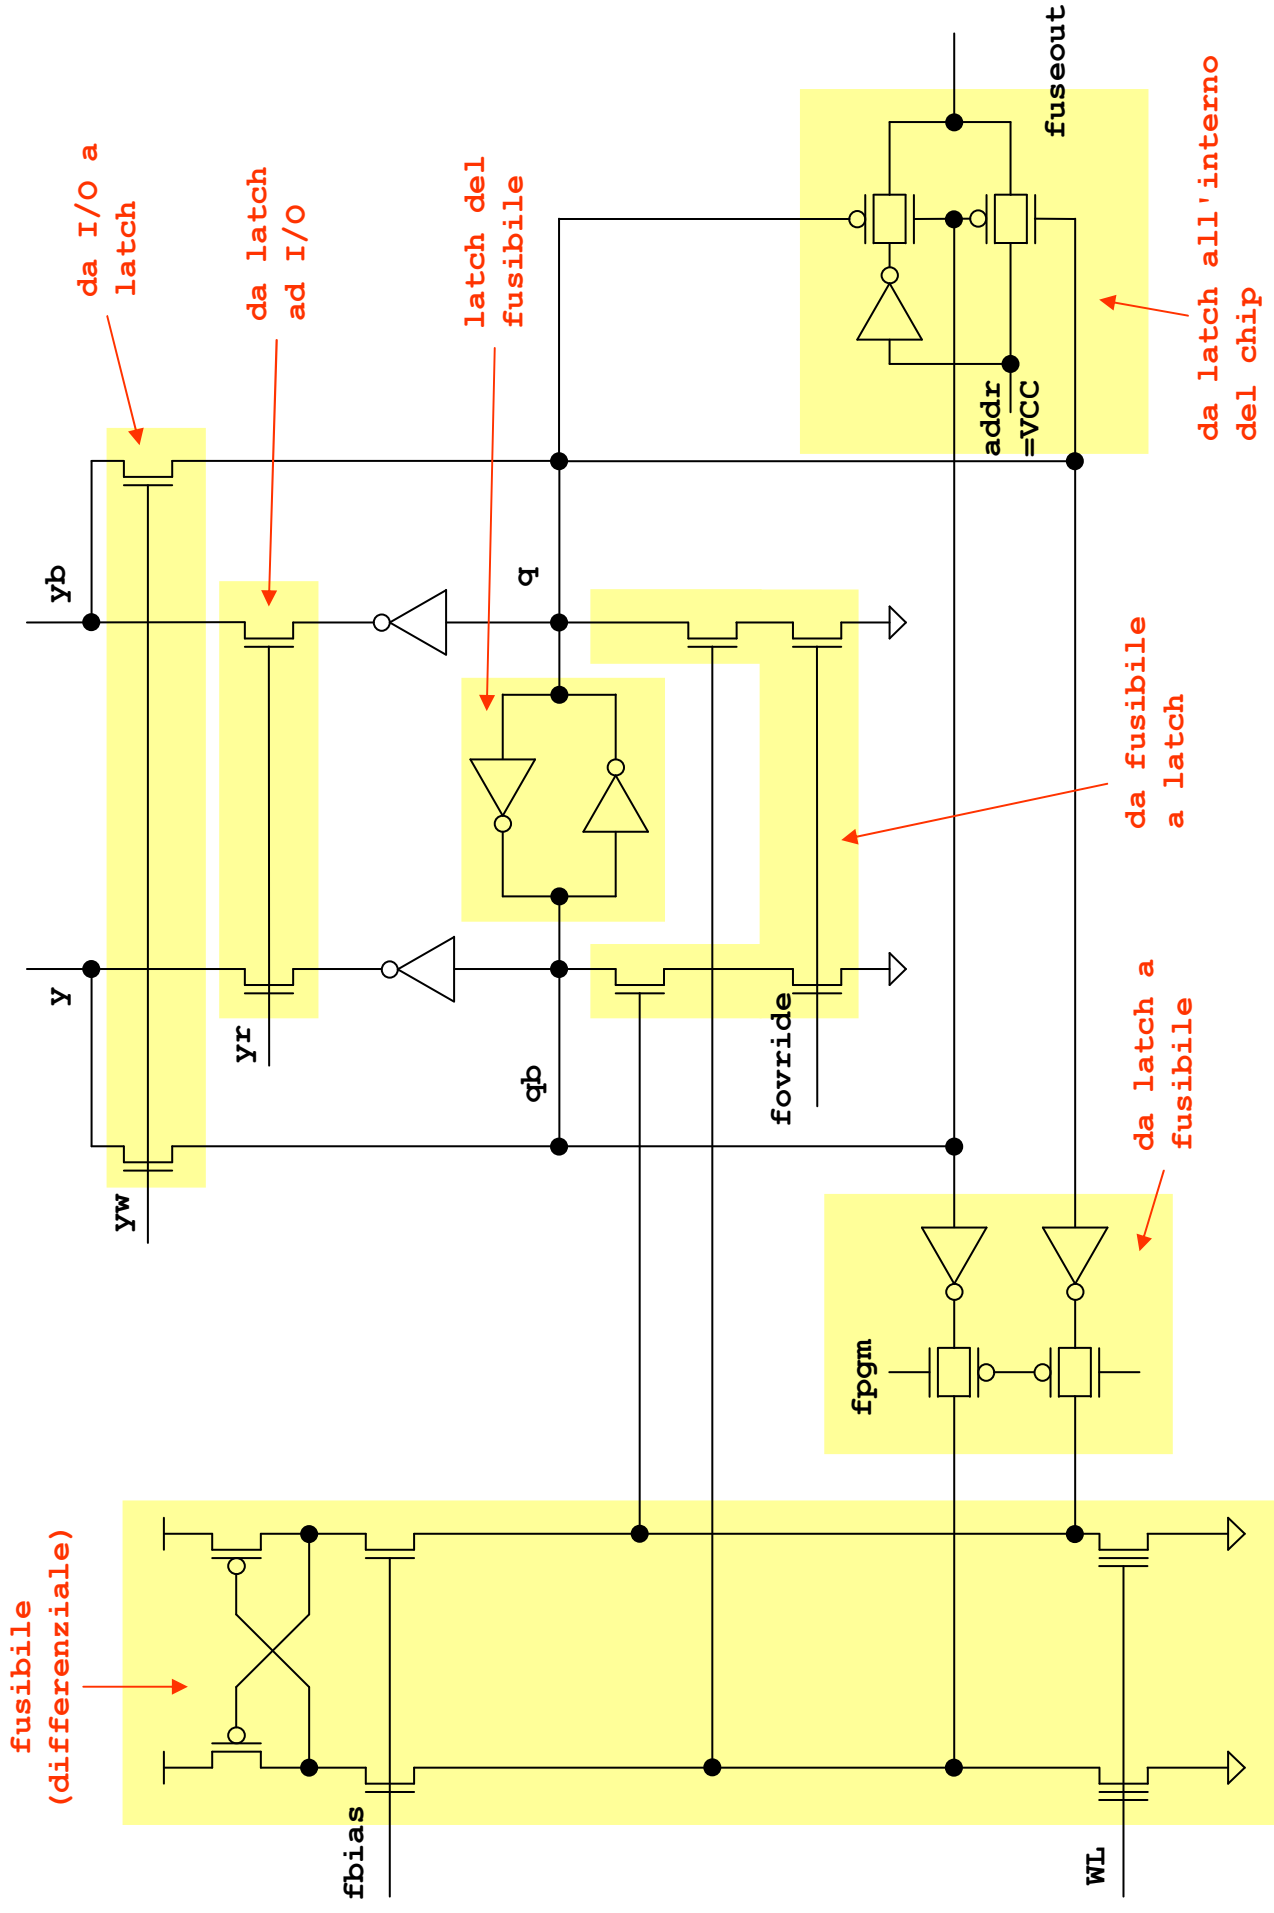 fusibile
(differenziale)
fbias
WL
yw
da I/O a
latch
y
yb
yr
da latch
ad I/O
latch del
fusibile
qb
q
fovride
da fusibile
a latch
fpgm
da latch a
fusibile
addr
=VCC
fuseout
da latch all'interno
del chip